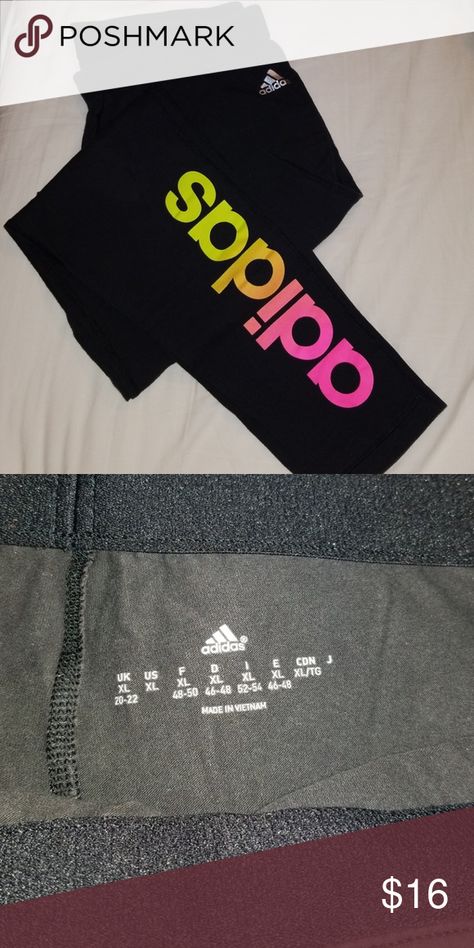 POSHMARK
adidas
adidas
adidas®
UK US F D I E CDN J
XL XL XL XL XL XL XL/TG
20-22 48-50 46-48 52-54 46-48
MADE IN VIETNAM
$16